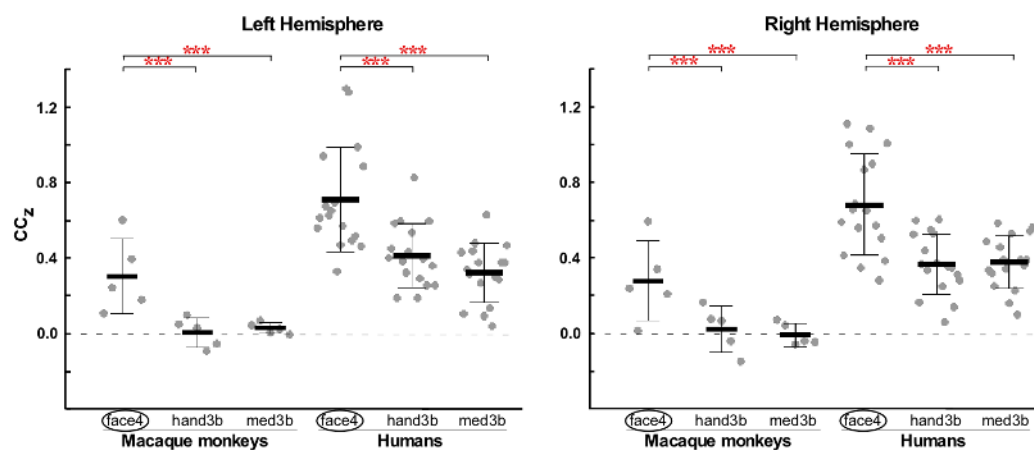 Left Hemisphere
Right Hemisphere
*** ***
*** ***
*** ***
*** ***
CCz
1.2
0.8
0.4
0.0
1.2
0.8
0.4
0.0
face4 hand3b med3b face4 hand3b med3b
Macaque monkeys Humans
face4 hand3b med3b face4 hand3b med3b
Macaque monkeys Humans